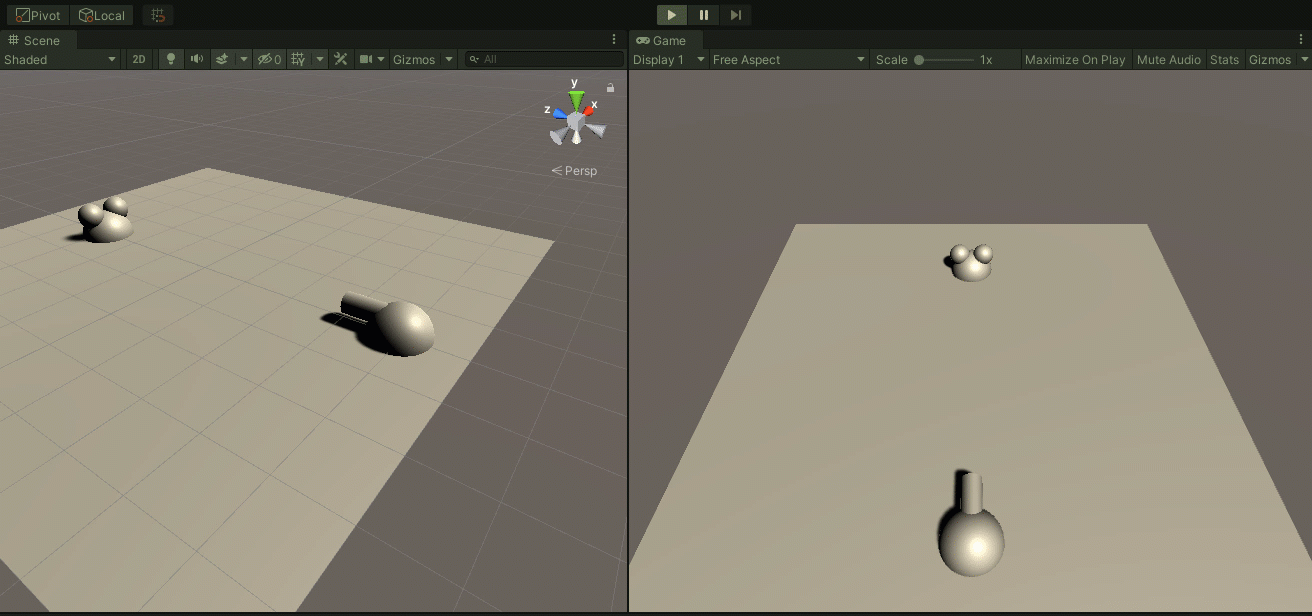 Pivot Local
Scene
Game
Shaded 2D 0 Gizmos All
Display 1 Free Aspect Scale 1x Maximize On Play Mute Audio Stats Gizmos
y
x
z
Persp